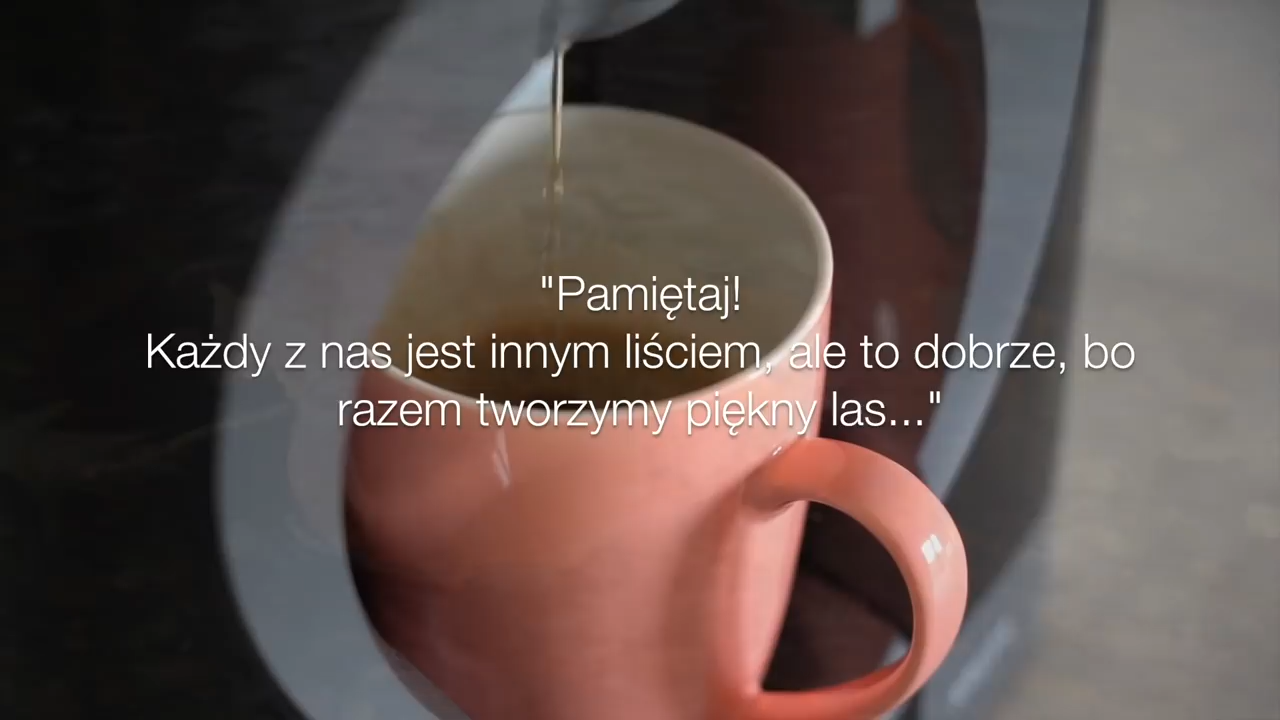 "Pamiętaj!
Każdy z nas jest innym liściem, ale to dobrze, bo
razem tworzymy piękny las..."